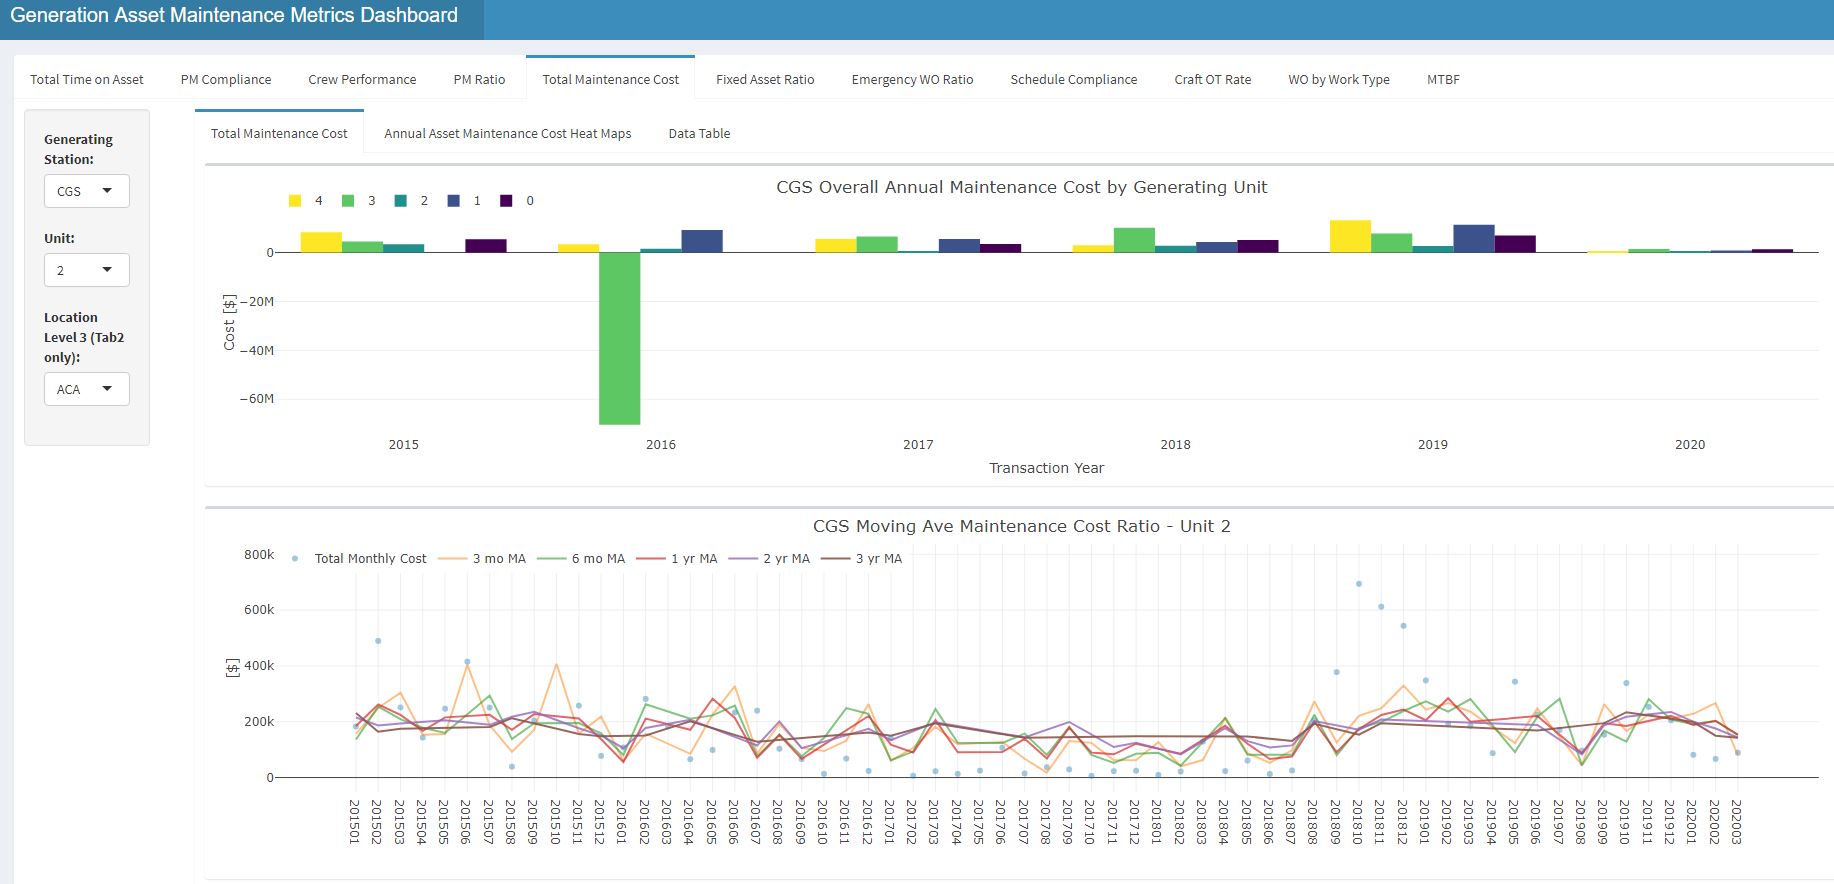 Generation Asset Maintenance Metrics Dashboard
Total Time on Asset PM Compliance Crew Performance PM Ratio Total Maintenance Cost Fixed Asset Ratio Emergency WO Ratio Schedule Compliance Craft OT Rate WO by Work Type MTBF
Generating
Station:
CGS
Unit:
2
Location
Level 3 (Tab2
only):
ACA
Total Maintenance Cost Annual Asset Maintenance Cost Heat Maps Data Table
CGS Overall Annual Maintenance Cost by Generating Unit
4 3 2 1 0
0
−20M
−40M
−60M
Cost [$]
2015 2016 2017 2018 2019 2020
Transaction Year
CGS Moving Ave Maintenance Cost Ratio - Unit 2
Total Monthly Cost 3 mo MA 6 mo MA 1 yr MA 2 yr MA 3 yr MA
800k
600k
400k
200k
0
[$]
201501
201502
201503
201504
201505
201506
201507
201508
201509
201510
201511
201512
201601
201602
201603
201604
201605
201606
201607
201608
201609
201610
201611
201612
201701
201702
201703
201704
201705
201706
201707
201708
201709
201710
201711
201712
201801
201802
201803
201804
201805
201806
201807
201808
201809
201810
201811
201812
201901
201902
201903
201904
201905
201906
201907
201908
201909
201910
201911
201912
202001
202002
202003